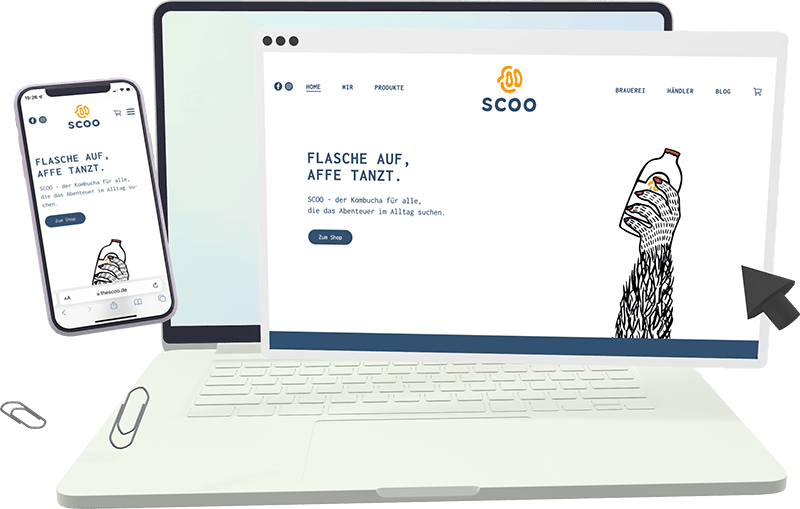 15:26
SCOO
FLASCHE AUF,
AFFE TANZT.
SCOO - der Kombucha für alle,
die das Abenteuer im Alltag su-
chen.
Zum Shop
AA
thescoo.de
HOME
WIR
PRODUKTE
SCOO
BRAUEREI
HÄNDLER
BLOG
FLASCHE AUF,
AFFE TANZT.
SCOO - der Kombucha für alle,
die das Abenteuer im Alltag suchen.
Zum Shop